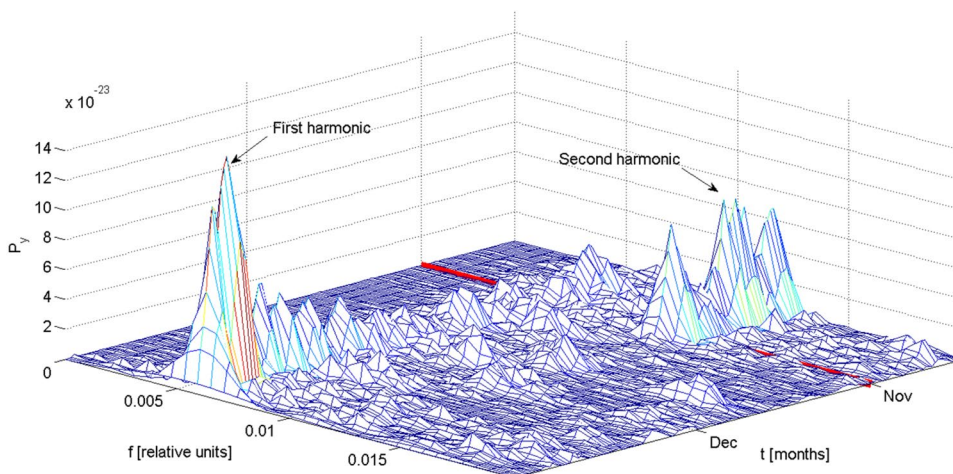 x 10-23
First harmonic
Second harmonic
14
12
10
8
6
4
2
0
Py
0.005
0.01
0.015
f [relative units]
Dec
Nov
t [months]